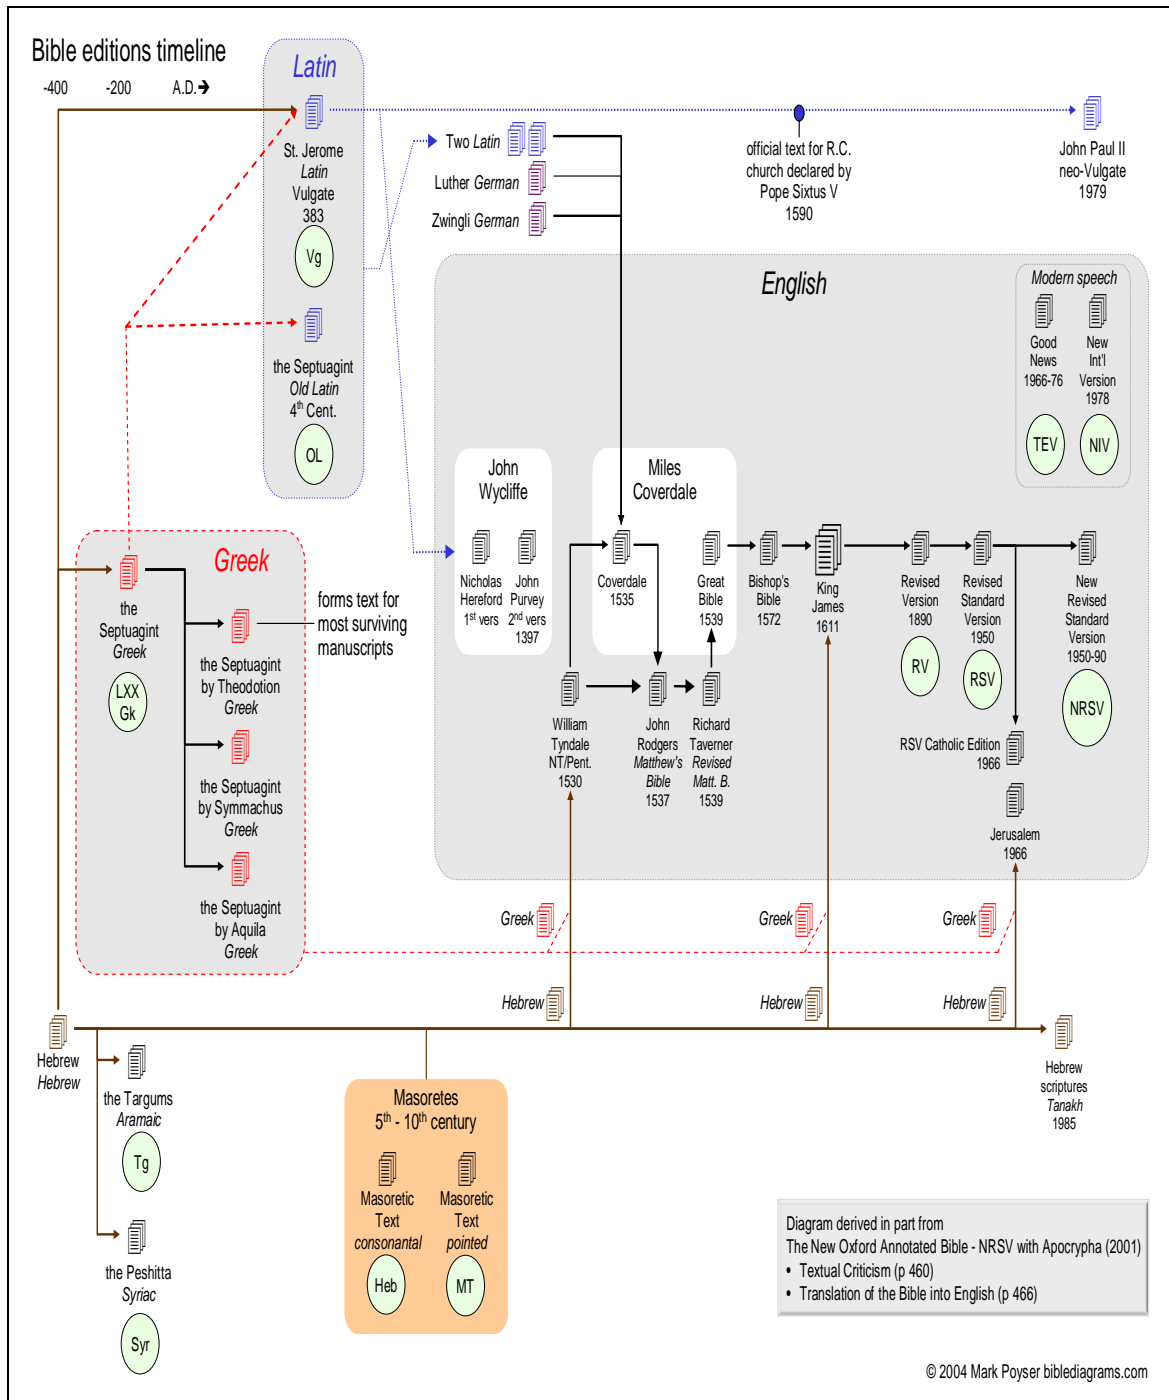 Bible editions timeline
-400 -200 A.D.➔
Latin
St. Jerome
Latin
Vulgate
383
Vg
the Septuagint
Old Latin
4th Cent.
OL
Two Latin
Luther German
Zwingli German
official text for R.C.
church declared by
Pope Sixtus V
1590
John Paul II
neo-Vulgate
1979
English
Modern speech
Good
News
1966-76
TEV
New
Int'l
Version
1978
NIV
John
Wycliffe
Nicholas
Hereford
1st vers
John
Purvey
2nd vers
1397
Miles
Coverdale
Coverdale
1535
Great
Bible
1539
Bishop's
Bible
1572
King
James
1611
Revised
Version
1890
RV
Revised
Standard
Version
1950
RSV
New
Revised
Standard
Version
1950-90
NRSV
William
Tyndale
NT/Pent.
1530
John
Rodgers
Matthew's
Bible
1537
Richard
Taverner
Revised
Matt. B.
1539
RSV Catholic Edition
1966
Jerusalem
1966
Greek
the
Septuagint
Greek
LXX
Gk
forms text for
most surviving
manuscripts
the Septuagint
by Theodotion
Greek
the Septuagint
by Symmachus
Greek
the Septuagint
by Aquila
Greek
Greek
Greek
Greek
Hebrew
Hebrew
Hebrew
Hebrew
Hebrew
the Targums
Aramaic
Tg
the Peshitta
Syriac
Syr
Masoretes
5th - 10th century
Masoretic
Text
consonantal
Heb
Masoretic
Text
pointed
MT
Hebrew
scriptures
Tanakh
1985
Diagram derived in part from
The New Oxford Annotated Bible - NRSV with Apocrypha (2001)
• Textual Criticism (p 460)
• Translation of the Bible into English (p 466)
© 2004 Mark Poyser biblediagrams.com